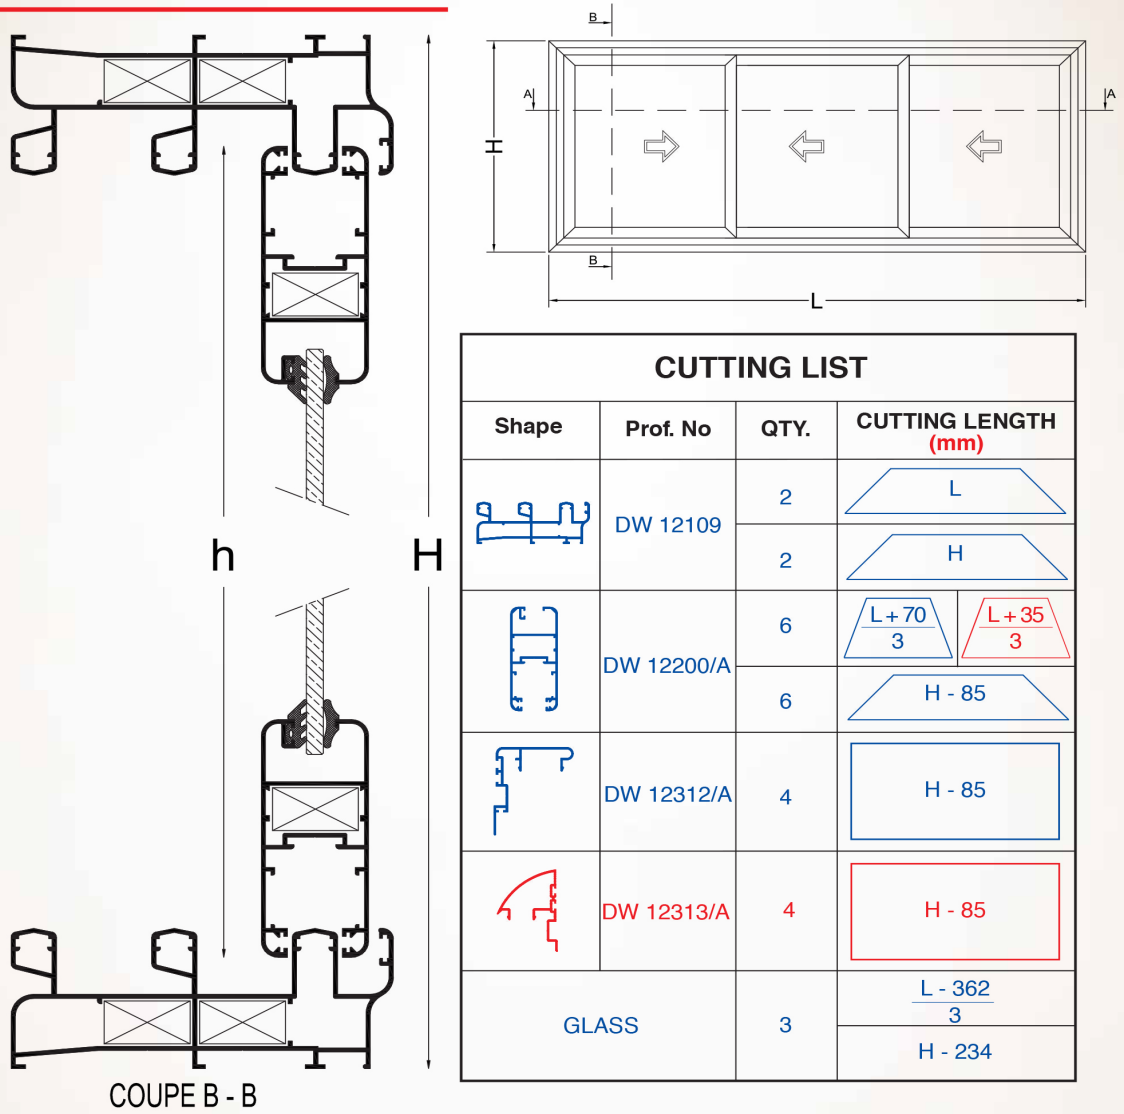 B
A
A
H
B
L
h
H
COUPE B - B
CUTTING LIST
Shape
Prof. No
QTY.
CUTTING LENGTH
(mm)
DW 12109
2
L
2
H
DW 12200/A
6
L + 70
3
L + 35
3
6
H - 85
DW 12312/A
4
H - 85
DW 12313/A
4
H - 85
GLASS
3
L - 362
3
H - 234